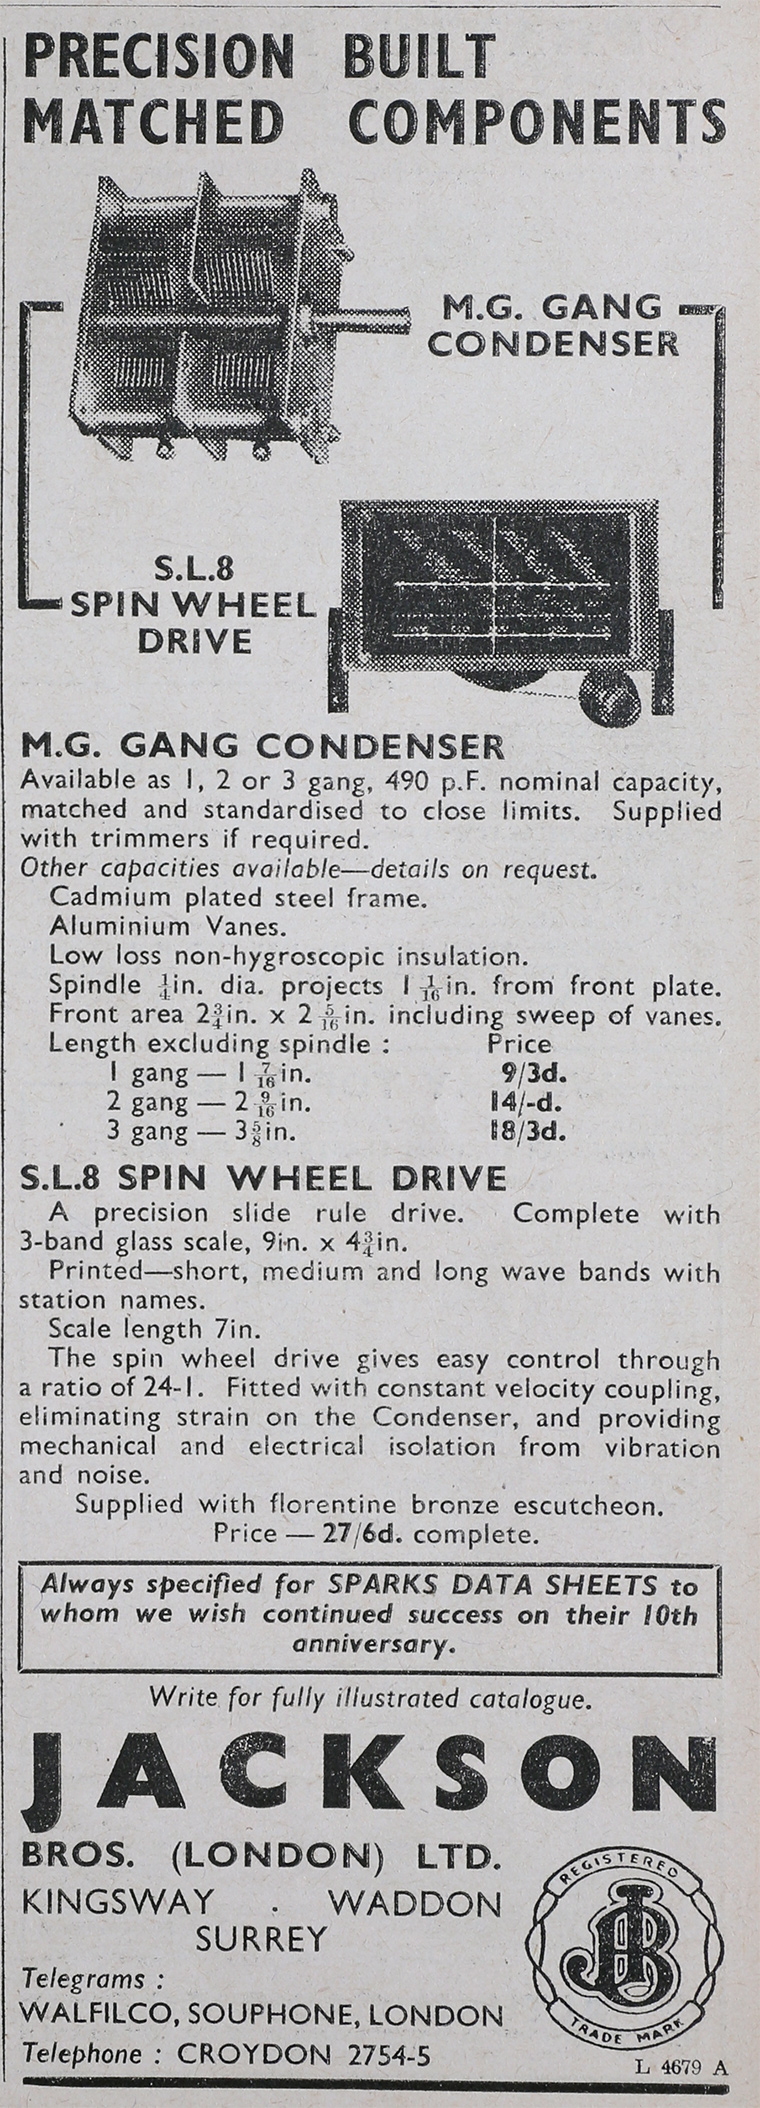 PRECISION BUILT
MATCHED COMPONENTS
M.G. GANG
CONDENSER
S.L.8
SPIN WHEEL
DRIVE
M.G. GANG CONDENSER
Available as 1, 2 or 3 gang, 490 p.F. nominal capacity,
matched and standardised to close limits. Supplied
with trimmers if required.
Other capacities available—details on request.
Cadmium plated steel frame.
Aluminium Vanes.
Low loss non-hygroscopic insulation.
Spindle ¼in. dia. projects 1 1/16in. from front plate.
Front area 2¾in. x 2 5/16in. including sweep of vanes.
Length excluding spindle : Price
1 gang — 1 7/16in. 9/3d.
2 gang — 2 9/16in. 14/-d.
3 gang — 3⅝in. 18/3d.
S.L.8 SPIN WHEEL DRIVE
A precision slide rule drive. Complete with
3-band glass scale, 9in. x 4¾in.
Printed—short, medium and long wave bands with
station names.
Scale length 7in.
The spin wheel drive gives easy control through
a ratio of 24-1. Fitted with constant velocity coupling,
eliminating strain on the Condenser, and providing
mechanical and electrical isolation from vibration
and noise.
Supplied with florentine bronze escutcheon.
Price — 27/6d. complete.
Always specified for SPARKS DATA SHEETS to
whom we wish continued success on their 10th
anniversary.
Write for fully illustrated catalogue.
JACKSON
BROS. (LONDON) LTD.
KINGSWAY . WADDON
SURREY
Telegrams :
WALFILCO, SOUPHONE, LONDON
Telephone : CROYDON 2754-5
REGISTERED
JB
TRADE MARK
L 4679 A